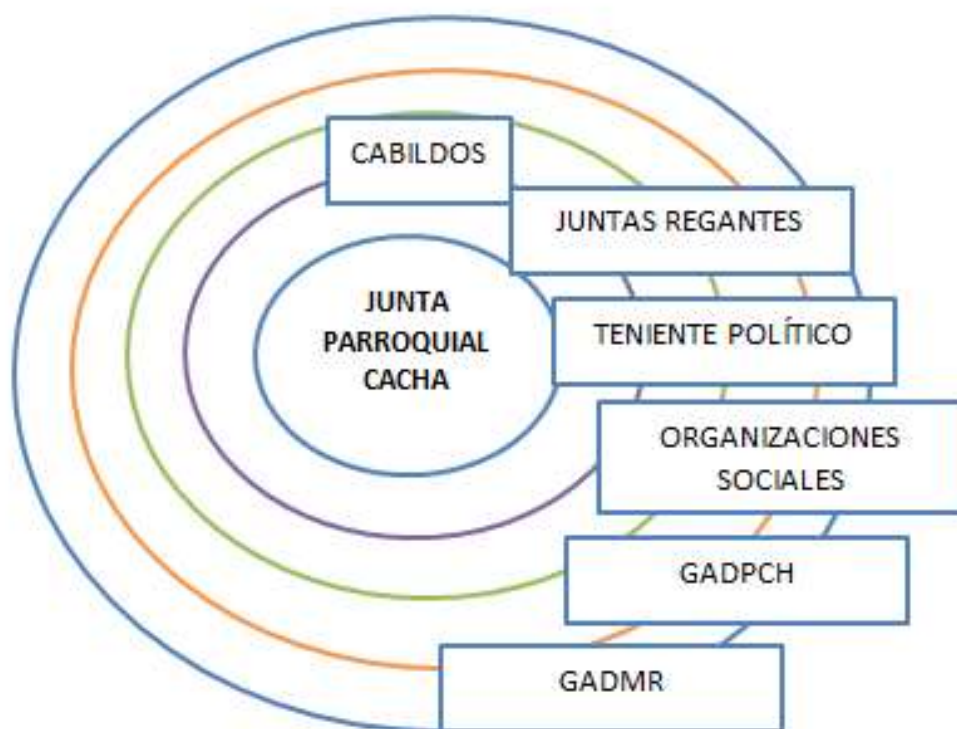 CABILDOS
JUNTAS REGANTES
JUNTA
PARROQUIAL
CACHA
TENIENTE POLÍTICO
ORGANIZACIONES
SOCIALES
GADPCH
GADMR